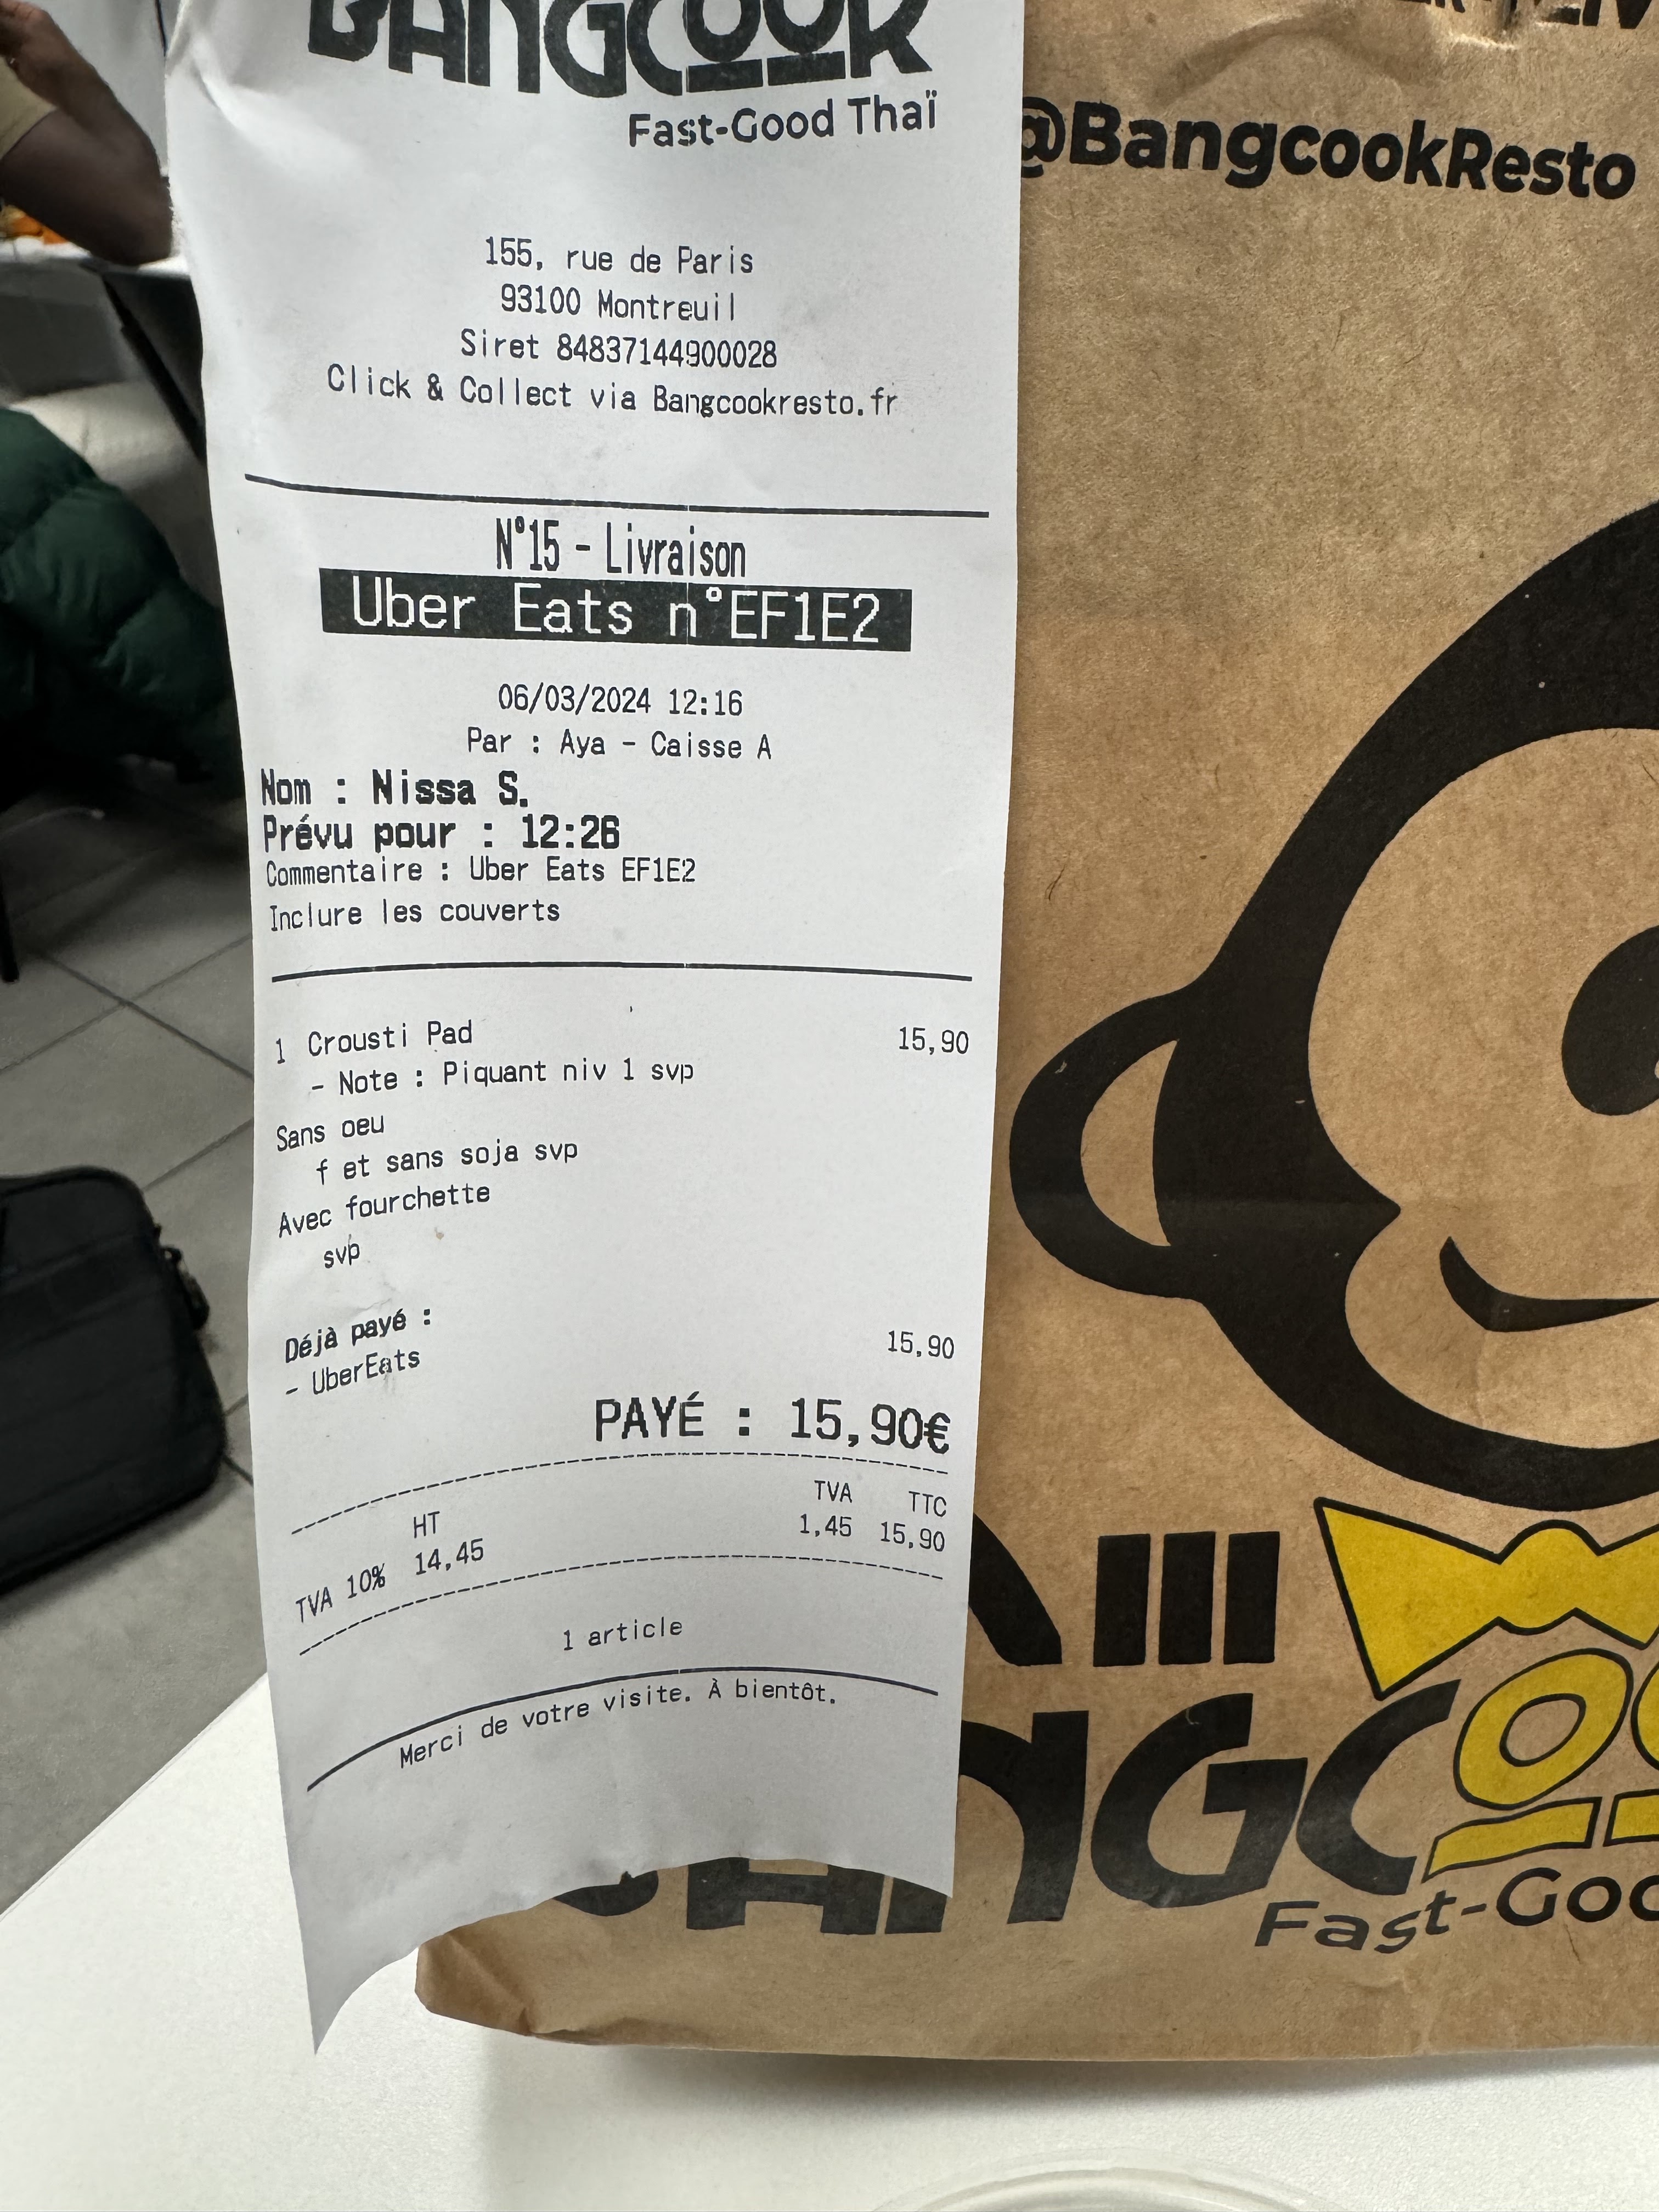 BANGCOOK
Fast-Good Thaï
155, rue de Paris
93100 Montreuil
Siret 84837144900028
Click & Collect via Bangcookresto.fr
N°15 - Livraison
Uber Eats n°EF1E2
06/03/2024 12:16
Par : Aya - Caisse A
Nom : Nissa S.
Prévu pour : 12:26
Commentaire : Uber Eats EF1E2
Inclure les couverts
1 Crousti Pad 15,90
- Note : Piquant niv 1 svp
Sans oeu
f et sans soja svp
Avec fourchette
svp
Déjà payé :
- UberEats 15,90
PAYÉ : 15,90€
HT TVA TTC
TVA 10% 14,45 1,45 15,90
1 article
Merci de votre visite. À bientôt.
@BangcookResto
ANGCOO
Fast-Goo